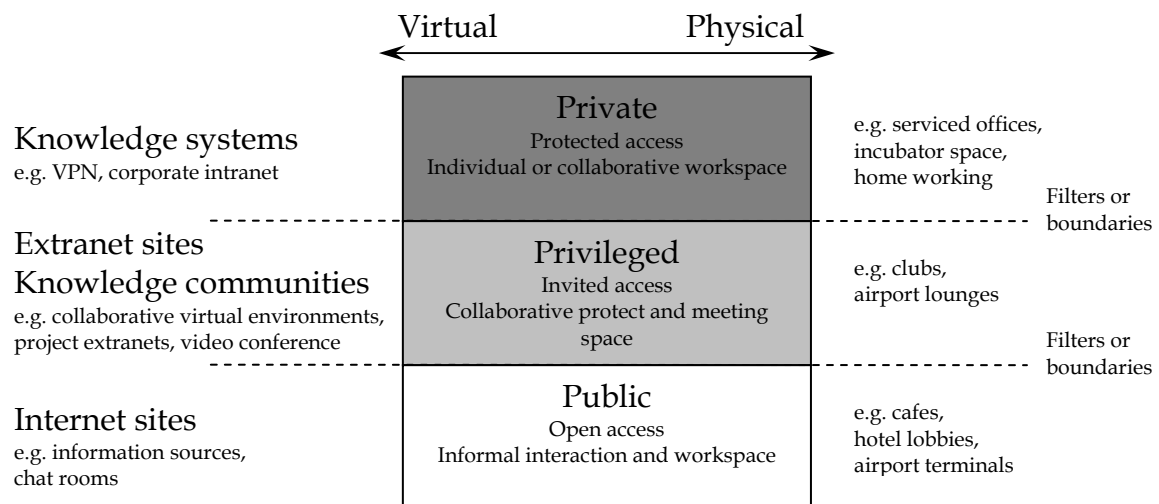 Virtual Physical
Private
Protected access
Individual or collaborative workspace
Knowledge systems
e.g. VPN, corporate intranet
e.g. serviced offices,
incubator space,
home working
Filters or
boundaries
Extranet sites
Knowledge communities
e.g. collaborative virtual environments,
project extranets, video conference
Privileged
Invited access
Collaborative protect and meeting
space
e.g. clubs,
airport lounges
Filters or
boundaries
Internet sites
e.g. information sources,
chat rooms
Public
Open access
Informal interaction and workspace
e.g. cafes,
hotel lobbies,
airport terminals